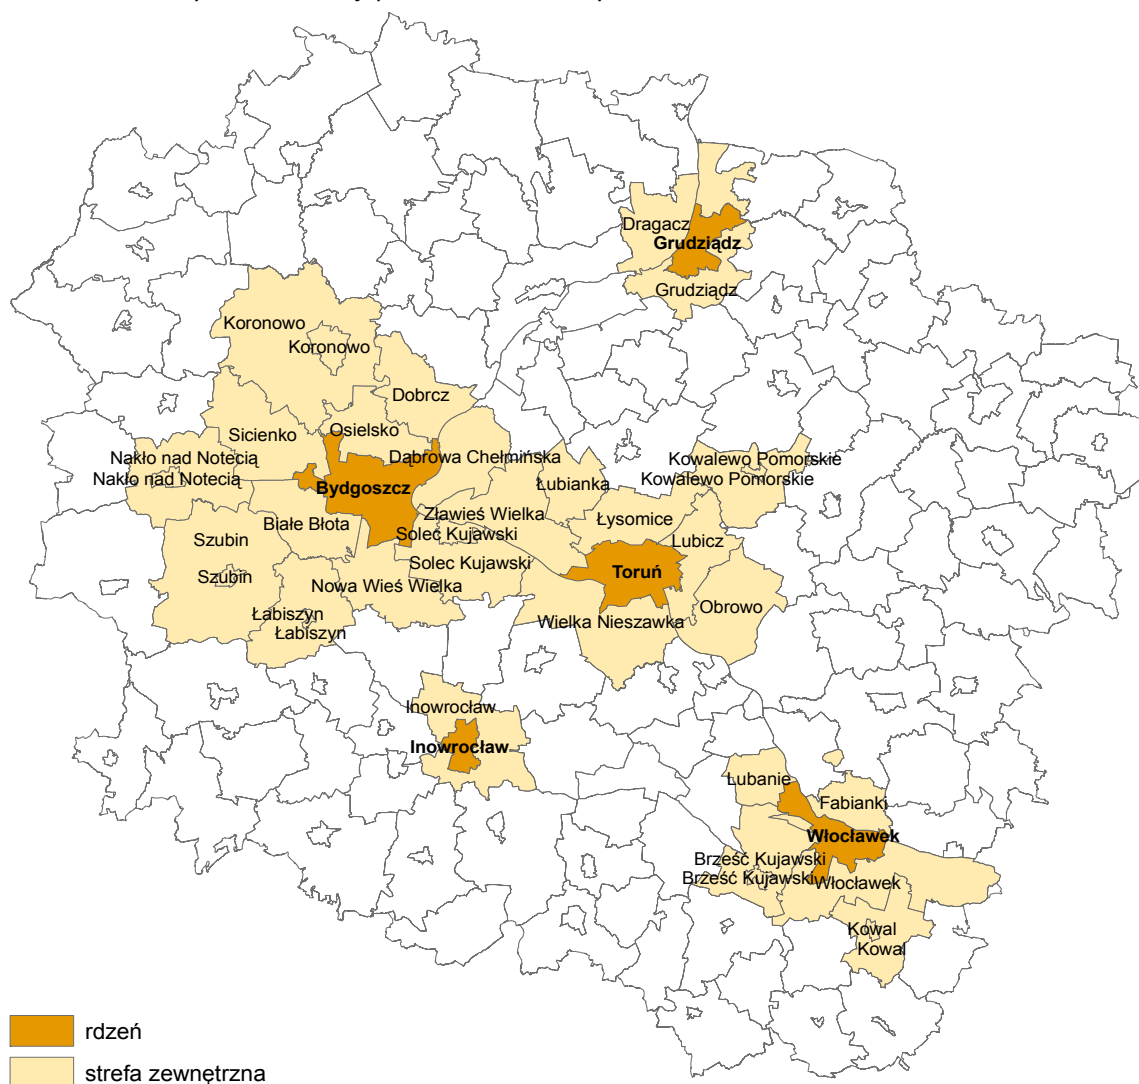 Dragacz
Grudziądz
Grudziądz
Koronowo
Koronowo
Dobrcz
Osielsko
Sicienko
Dąbrowa Chełmińska
Nakło nad Notecią
Nakło nad Notecią
Kowalewo Pomorskie
Kowalewo Pomorskie
Łubianka
Bydgoszcz
Zławieś Wielka
Łysomice
Białe Błota
Solec Kujawski
Lubicz
Szubin
Solec Kujawski
Toruń
Szubin
Nowa Wieś Wielka
Obrowo
Łabiszyn
Wielka Nieszawka
Łabiszyn
Inowrocław
Inowrocław
Lubanie
Fabianki
Włocławek
Brześć Kujawski
Brześć Kujawski
Włocławek
Kowal
Kowal
rdzeń
strefa zewnętrzna